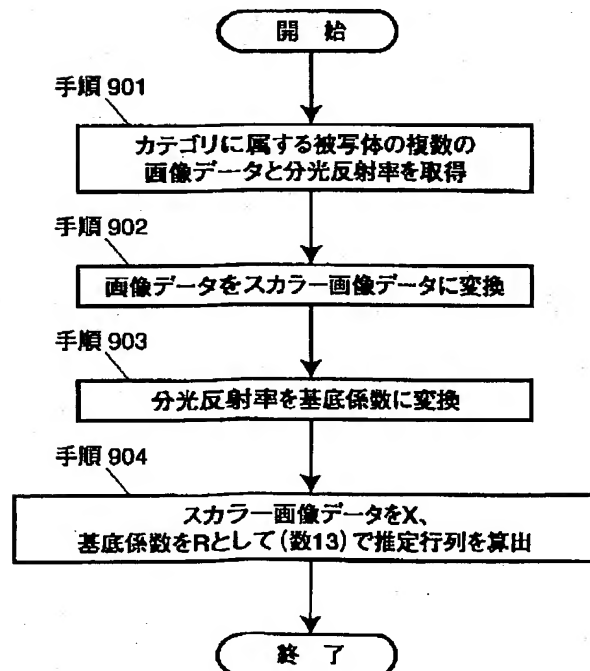 開 始
手順 901
カテゴリに属する被写体の複数の
画像データと分光反射率を取得
手順 902
画像データをスカラー画像データに変換
手順 903
分光反射率を基底係数に変換
手順 904
スカラー画像データをX、
基底係数をRとして(数13)で推定行列を算出
終 了